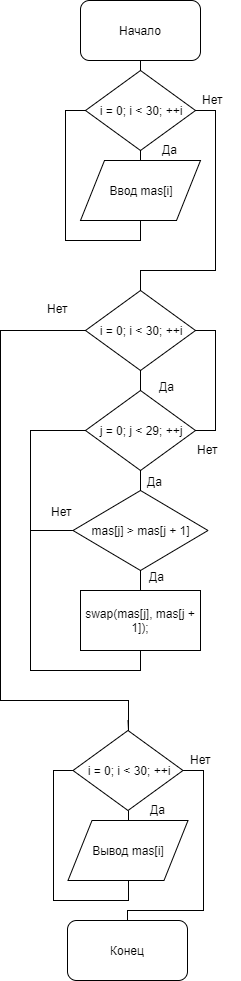 Начало
i = 0; i < 30; ++i
Нет
Да
Ввод mas[i]
Нет
i = 0; i < 30; ++i
Да
j = 0; j < 29; ++j
Нет
Да
Нет
mas[j] > mas[j + 1]
Да
swap(mas[j], mas[j +
1]);
i = 0; i < 30; ++i
Нет
Да
Вывод mas[i]
Конец